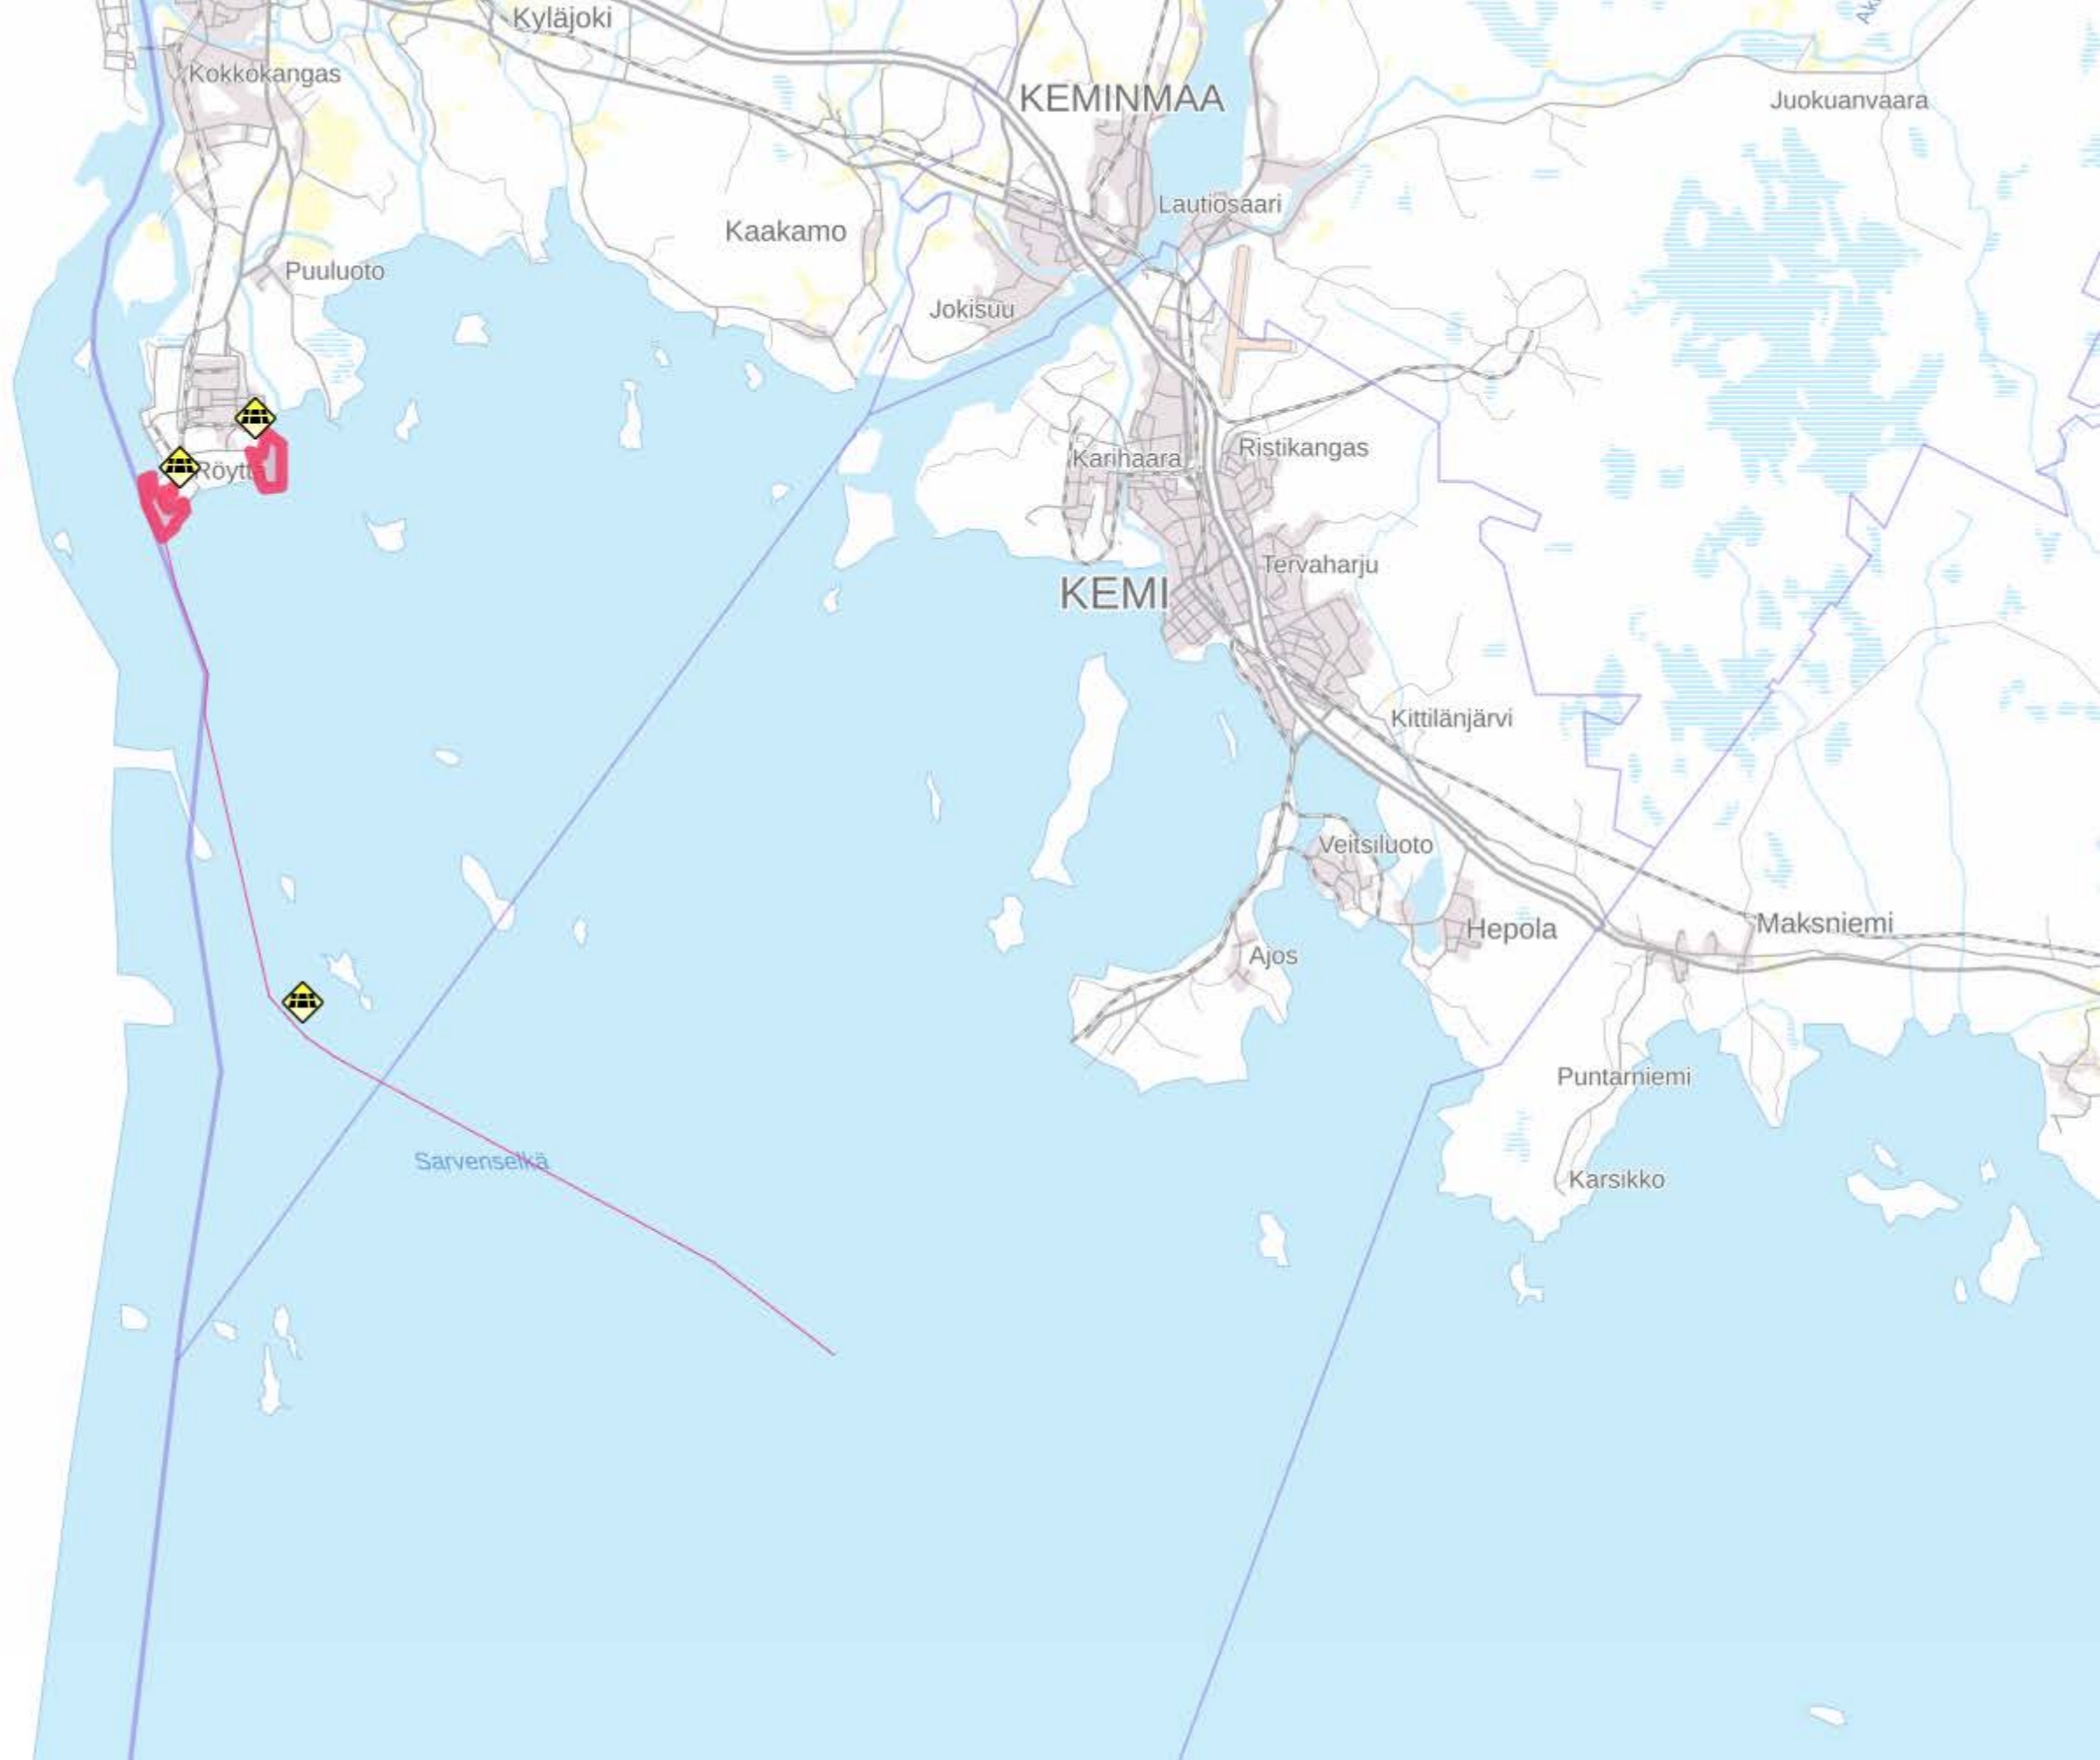 Kyläjoki
Kokkokangas
KEMINMAA
Juokuanvaara
Lautiosaari
Kaakamo
Puuluoto
Jokisuu
Ristikangas
Karihaara
Röyttä
Tervaharju
KEMI
Kittilänjärvi
Veitsiluoto
Maksniemi
Hepola
Ajos
Puntarniemi
Sarvenselkä
Karsikko